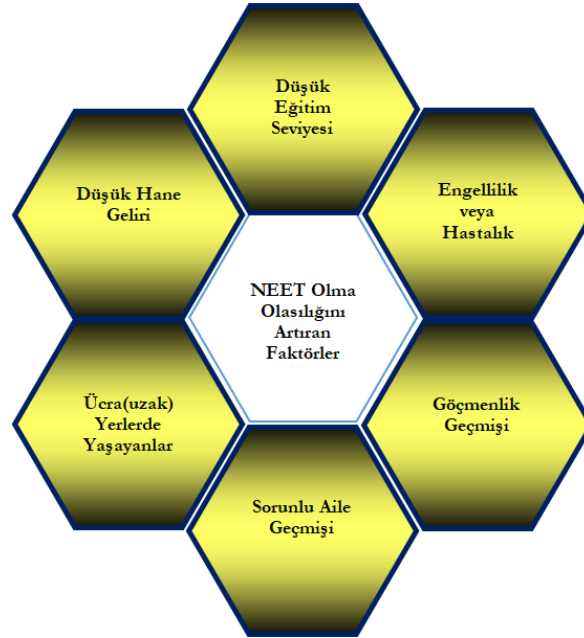 Düşük
Eğitim
Seviyesi
Düşük Hane
Geliri
Engellilik
veya
Hastalık
NEET Olma
Olasılığını
Artıran
Faktörler
Ücra(uzak)
Yerlerde
Yaşayanlar
Göçmenlik
Geçmişi
Sorunlu Aile
Geçmişi